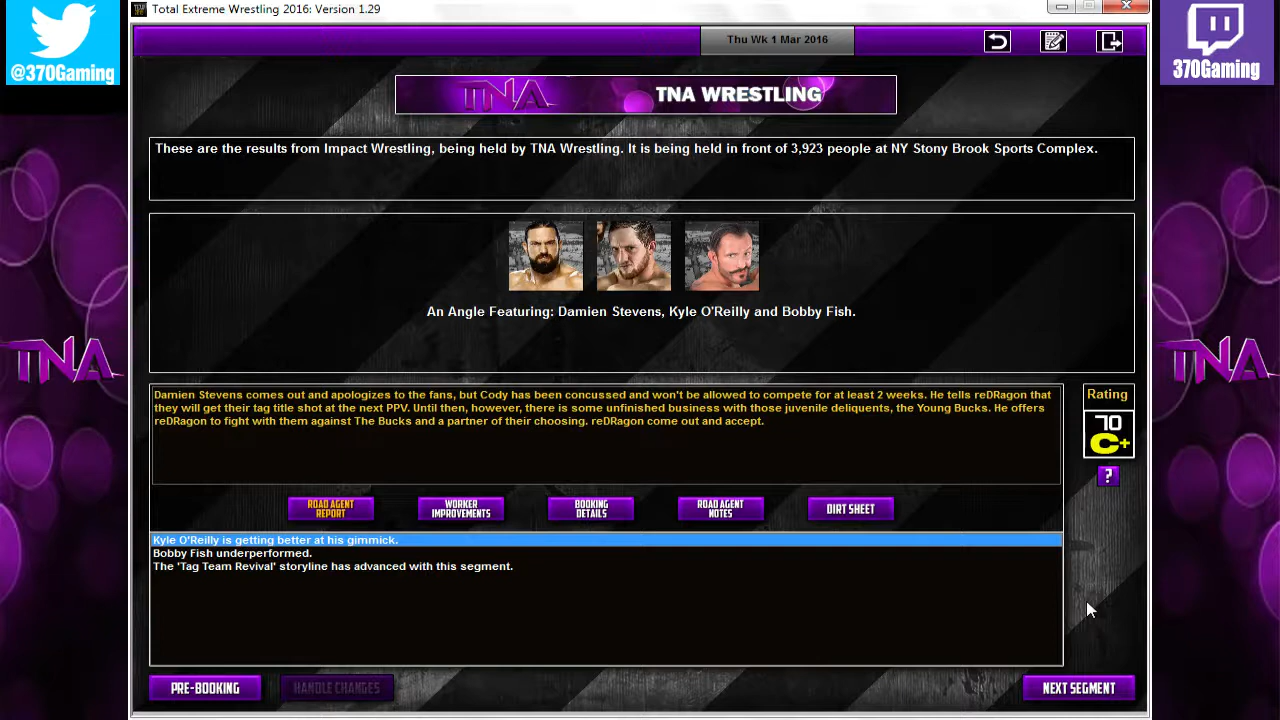 Total Extreme Wrestling 2016: Version 1.29
@370Gaming
370Gaming
Thu Wk 1 Mar 2016
TNA
TNA WRESTLING
These are the results from Impact Wrestling, being held by TNA Wrestling. It is being held in front of 3,923 people at NY Stony Brook Sports Complex.
An Angle Featuring: Damien Stevens, Kyle O'Reilly and Bobby Fish.
TNA
TNA
Damien Stevens comes out and apologizes to the fans, but Cody has been concussed and won't be allowed to compete for at least 2 weeks. He tells reDRagon that
they will get their tag title shot at the next PPV. Until then, however, there is some unfinished business with those juvenile deliquents, the Young Bucks. He offers
reDRagon to fight with them against The Bucks and a partner of their choosing. reDRagon come out and accept.
Rating
70
C+
?
ROAD AGENT REPORT
WORKER IMPROVEMENTS
BOOKING DETAILS
ROAD AGENT NOTES
DIRT SHEET
Kyle O'Reilly is getting better at his gimmick.
Bobby Fish underperformed.
The 'Tag Team Revival' storyline has advanced with this segment.
PRE-BOOKING
HANDLE CHANGES
NEXT SEGMENT